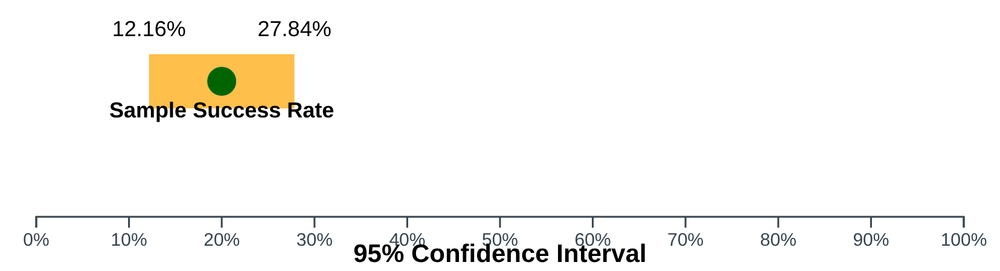 12.16% 27.84%
Sample Success Rate
0% 10% 20% 30% 40% 50% 60% 70% 80% 90% 100%
95% Confidence Interval